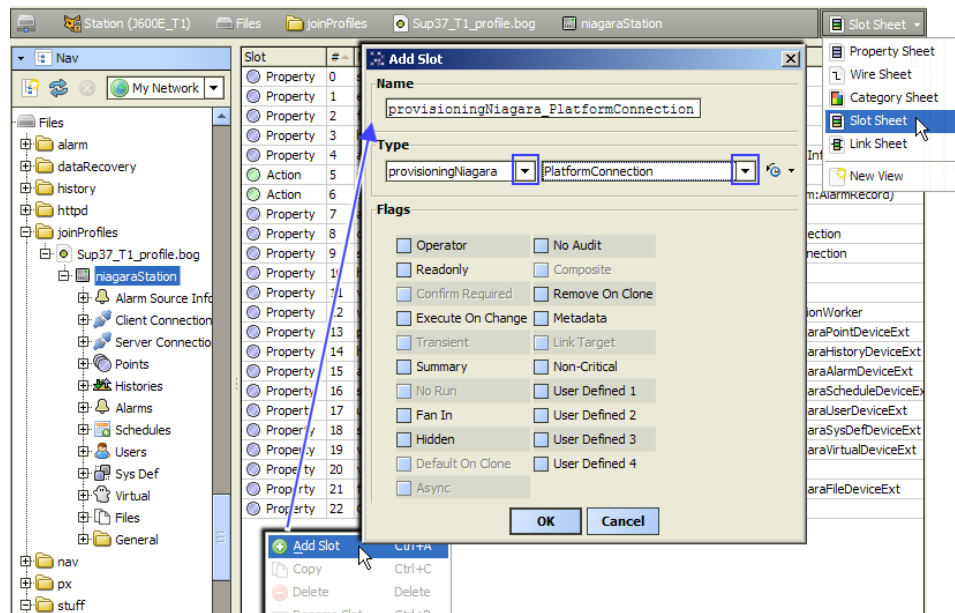 Station (J600E_T1)
Files
joinProfiles
Sup37_T1_profile.bog
niagaraStation
Slot Sheet
Property Sheet
Wire Sheet
Category Sheet
Slot Sheet
Link Sheet
New View
Nav
My Network
Files
alarm
dataRecovery
history
httpd
joinProfiles
Sup37_T1_profile.bog
niagaraStation
Alarm Source Info
Client Connection
Server Connectio
Points
Histories
Alarms
Schedules
Users
Sys Def
Virtual
Files
General
nav
px
stuff
Slot #
Property 0
Property 1
Property 2
Property 3
Property 4
Action 5
Action 6
Property 7
Property 8
Property 9
Property
Property
Property
Property 13
Property 14
Property 15
Property 16
Property 17
Property 18
Property 19
Property 20
Property 21
Property 22
m:AlarmRecord)
ection
nection
ionWorker
araPointDeviceExt
araHistoryDeviceExt
araAlarmDeviceExt
araScheduleDeviceEx
araUserDeviceExt
araSysDefDeviceExt
araVirtualDeviceExt
araFileDeviceExt
Add Slot
Name
provisioningNiagara_PlatformConnection
Type
provisioningNiagara PlatformConnection
Flags
Operator No Audit
Readonly Composite
Confirm Required Remove On Clone
Execute On Change Metadata
Transient Link Target
Summary Non-Critical
No Run User Defined 1
Fan In User Defined 2
Hidden User Defined 3
Default On Clone User Defined 4
Async
OK Cancel
Add Slot Ctrl+A
Copy Ctrl+C
Delete Delete